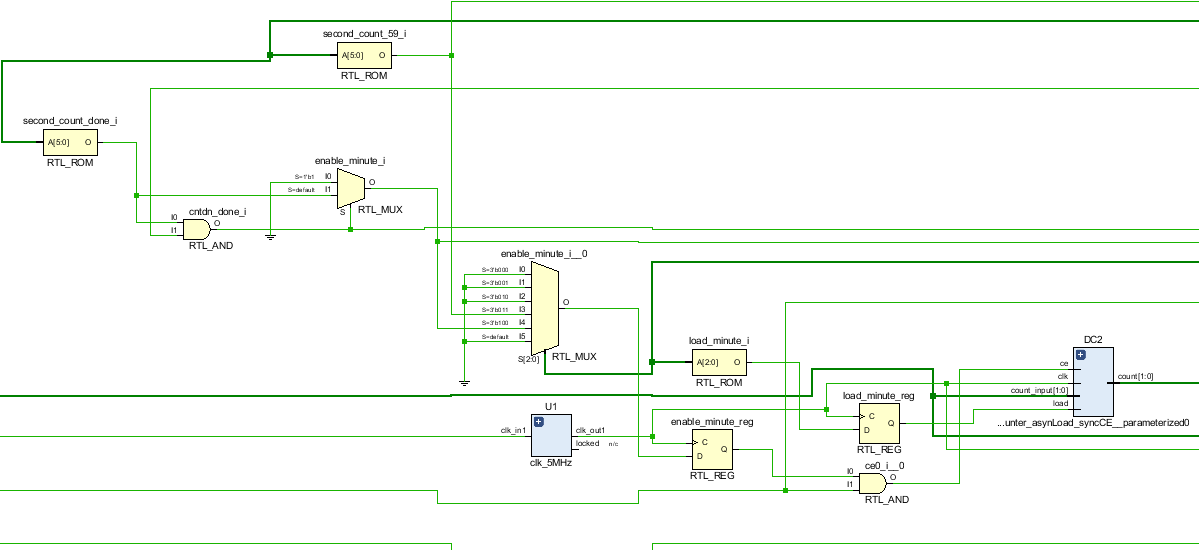 second_count_59_i
A[5:0] O
RTL_ROM
second_count_done_i
A[5:0] O
RTL_ROM
enable_minute_i
S=1'b1 I0 O
S=default I1
S RTL_MUX
cntdn_done_i
I0 O
I1
RTL_AND
enable_minute_i__0
S=3'b000 I0
S=3'b001 I1
S=3'b010 I2
S=3'b011 I3 O
S=3'b100 I4
S=default I5
S[2:0] RTL_MUX
load_minute_i
A[2:0] O
RTL_ROM
DC2
ce
clk
count_input[1:0]
load
count[1:0]
...unter_asynLoad_syncCE__parameterized0
load_minute_reg
C
D Q
RTL_REG
U1
clk_in1 clk_out1
locked n/c
clk_5MHz
enable_minute_reg
C
D Q
RTL_REG
ce0_i__0
I0 O
I1
RTL_AND